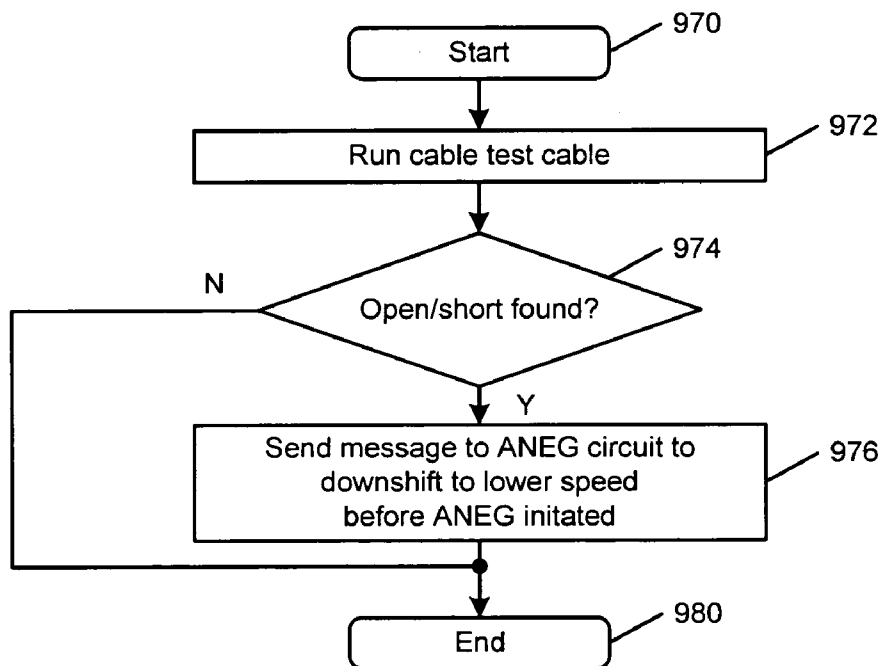 Start
970
Run cable test cable
972
974
N
Open/short found?
Y
Send message to ANEG circuit to
downshift to lower speed
before ANEG initated
976
End
980